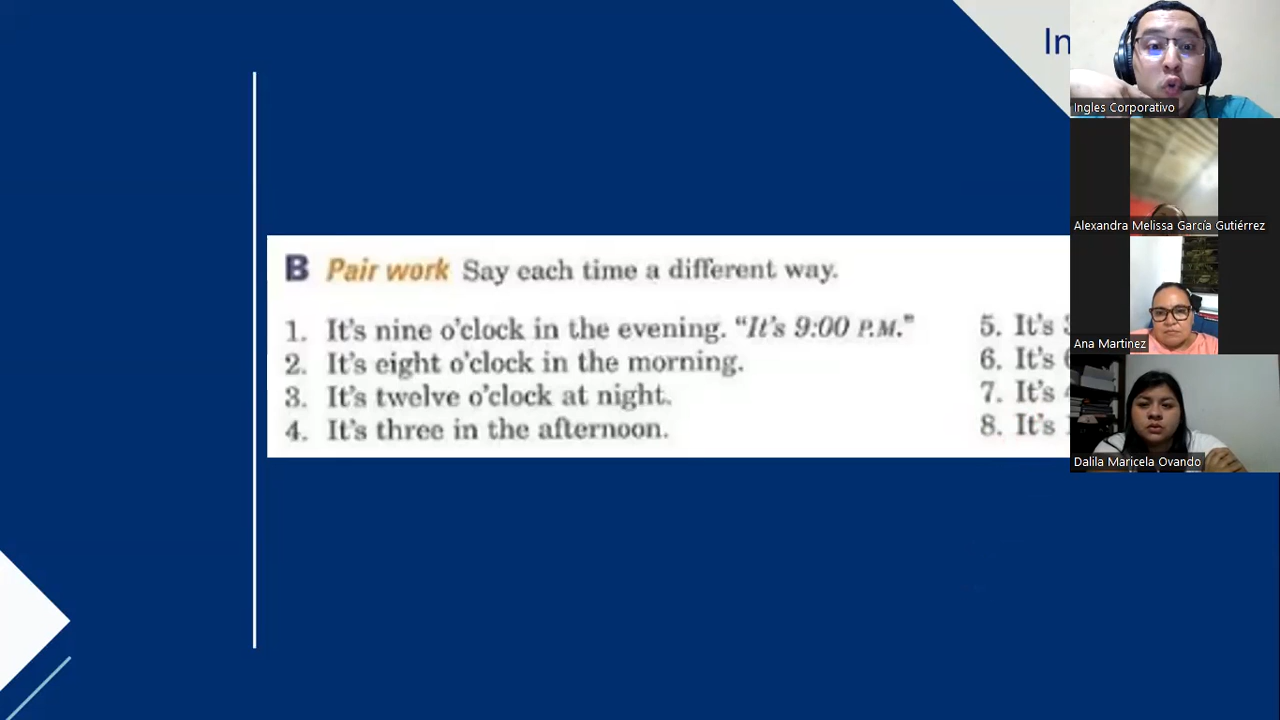 In
B Pair work Say each time a different way.
1. It's nine o'clock in the evening. "It's 9:00 P.M."
2. It's eight o'clock in the morning.
3. It's twelve o'clock at night.
4. It's three in the afternoon.
5. It's
6. It's
7. It's
8. It's
Ingles Corporativo
Alexandra Melissa García Gutiérrez
Ana Martinez
Dalila Maricela Ovando